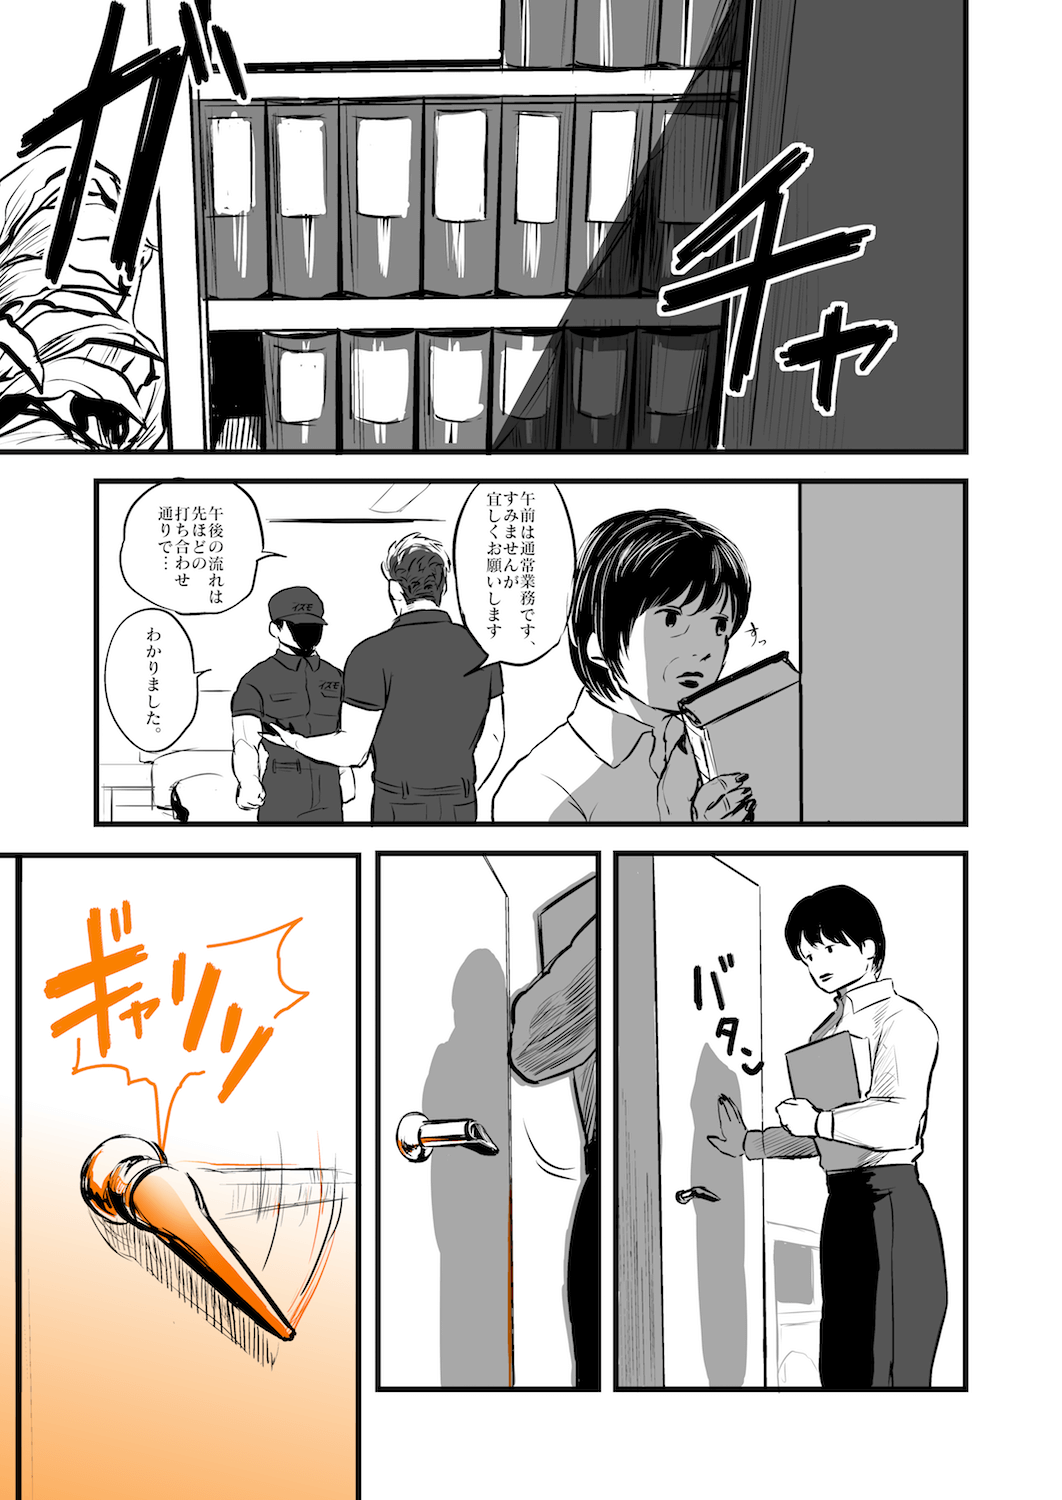 ガチャ
午前は通常業務です、
すみませんが
宜しくお願いします
すっ
午後の流れは
先ほどの
打ち合わせ
通りで…
わかりました。
イスモ
イスモ
バタン
ギャリッ